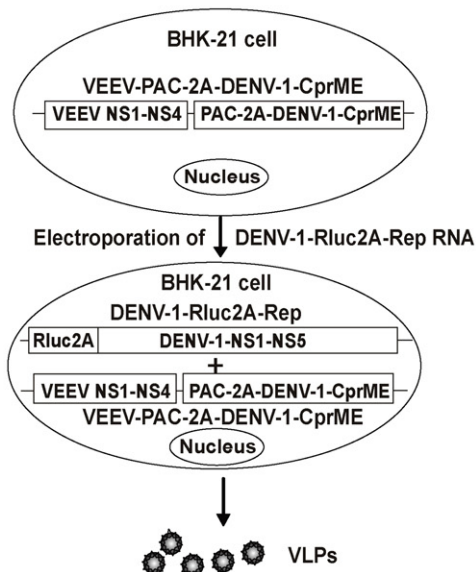 BHK-21 cell
VEEV-PAC-2A-DENV-1-CprME
VEEV NS1-NS4 PAC-2A-DENV-1-CprME
Nucleus
Electroporation of DENV-1-Rluc2A-Rep RNA
BHK-21 cell
DENV-1-Rluc2A-Rep
Rluc2A DENV-1-NS1-NS5
+
VEEV NS1-NS4 PAC-2A-DENV-1-CprME
VEEV-PAC-2A-DENV-1-CprME
Nucleus
VLPs